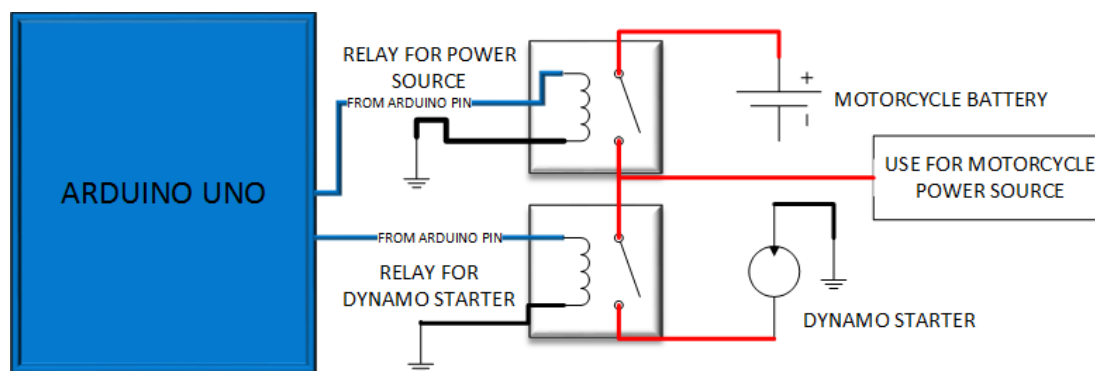 ARDUINO UNO
RELAY FOR POWER
SOURCE
FROM ARDUINO PIN
+
MOTORCYCLE BATTERY
USE FOR MOTORCYCLE
POWER SOURCE
FROM ARDUINO PIN
RELAY FOR
DYNAMO STARTER
DYNAMO STARTER